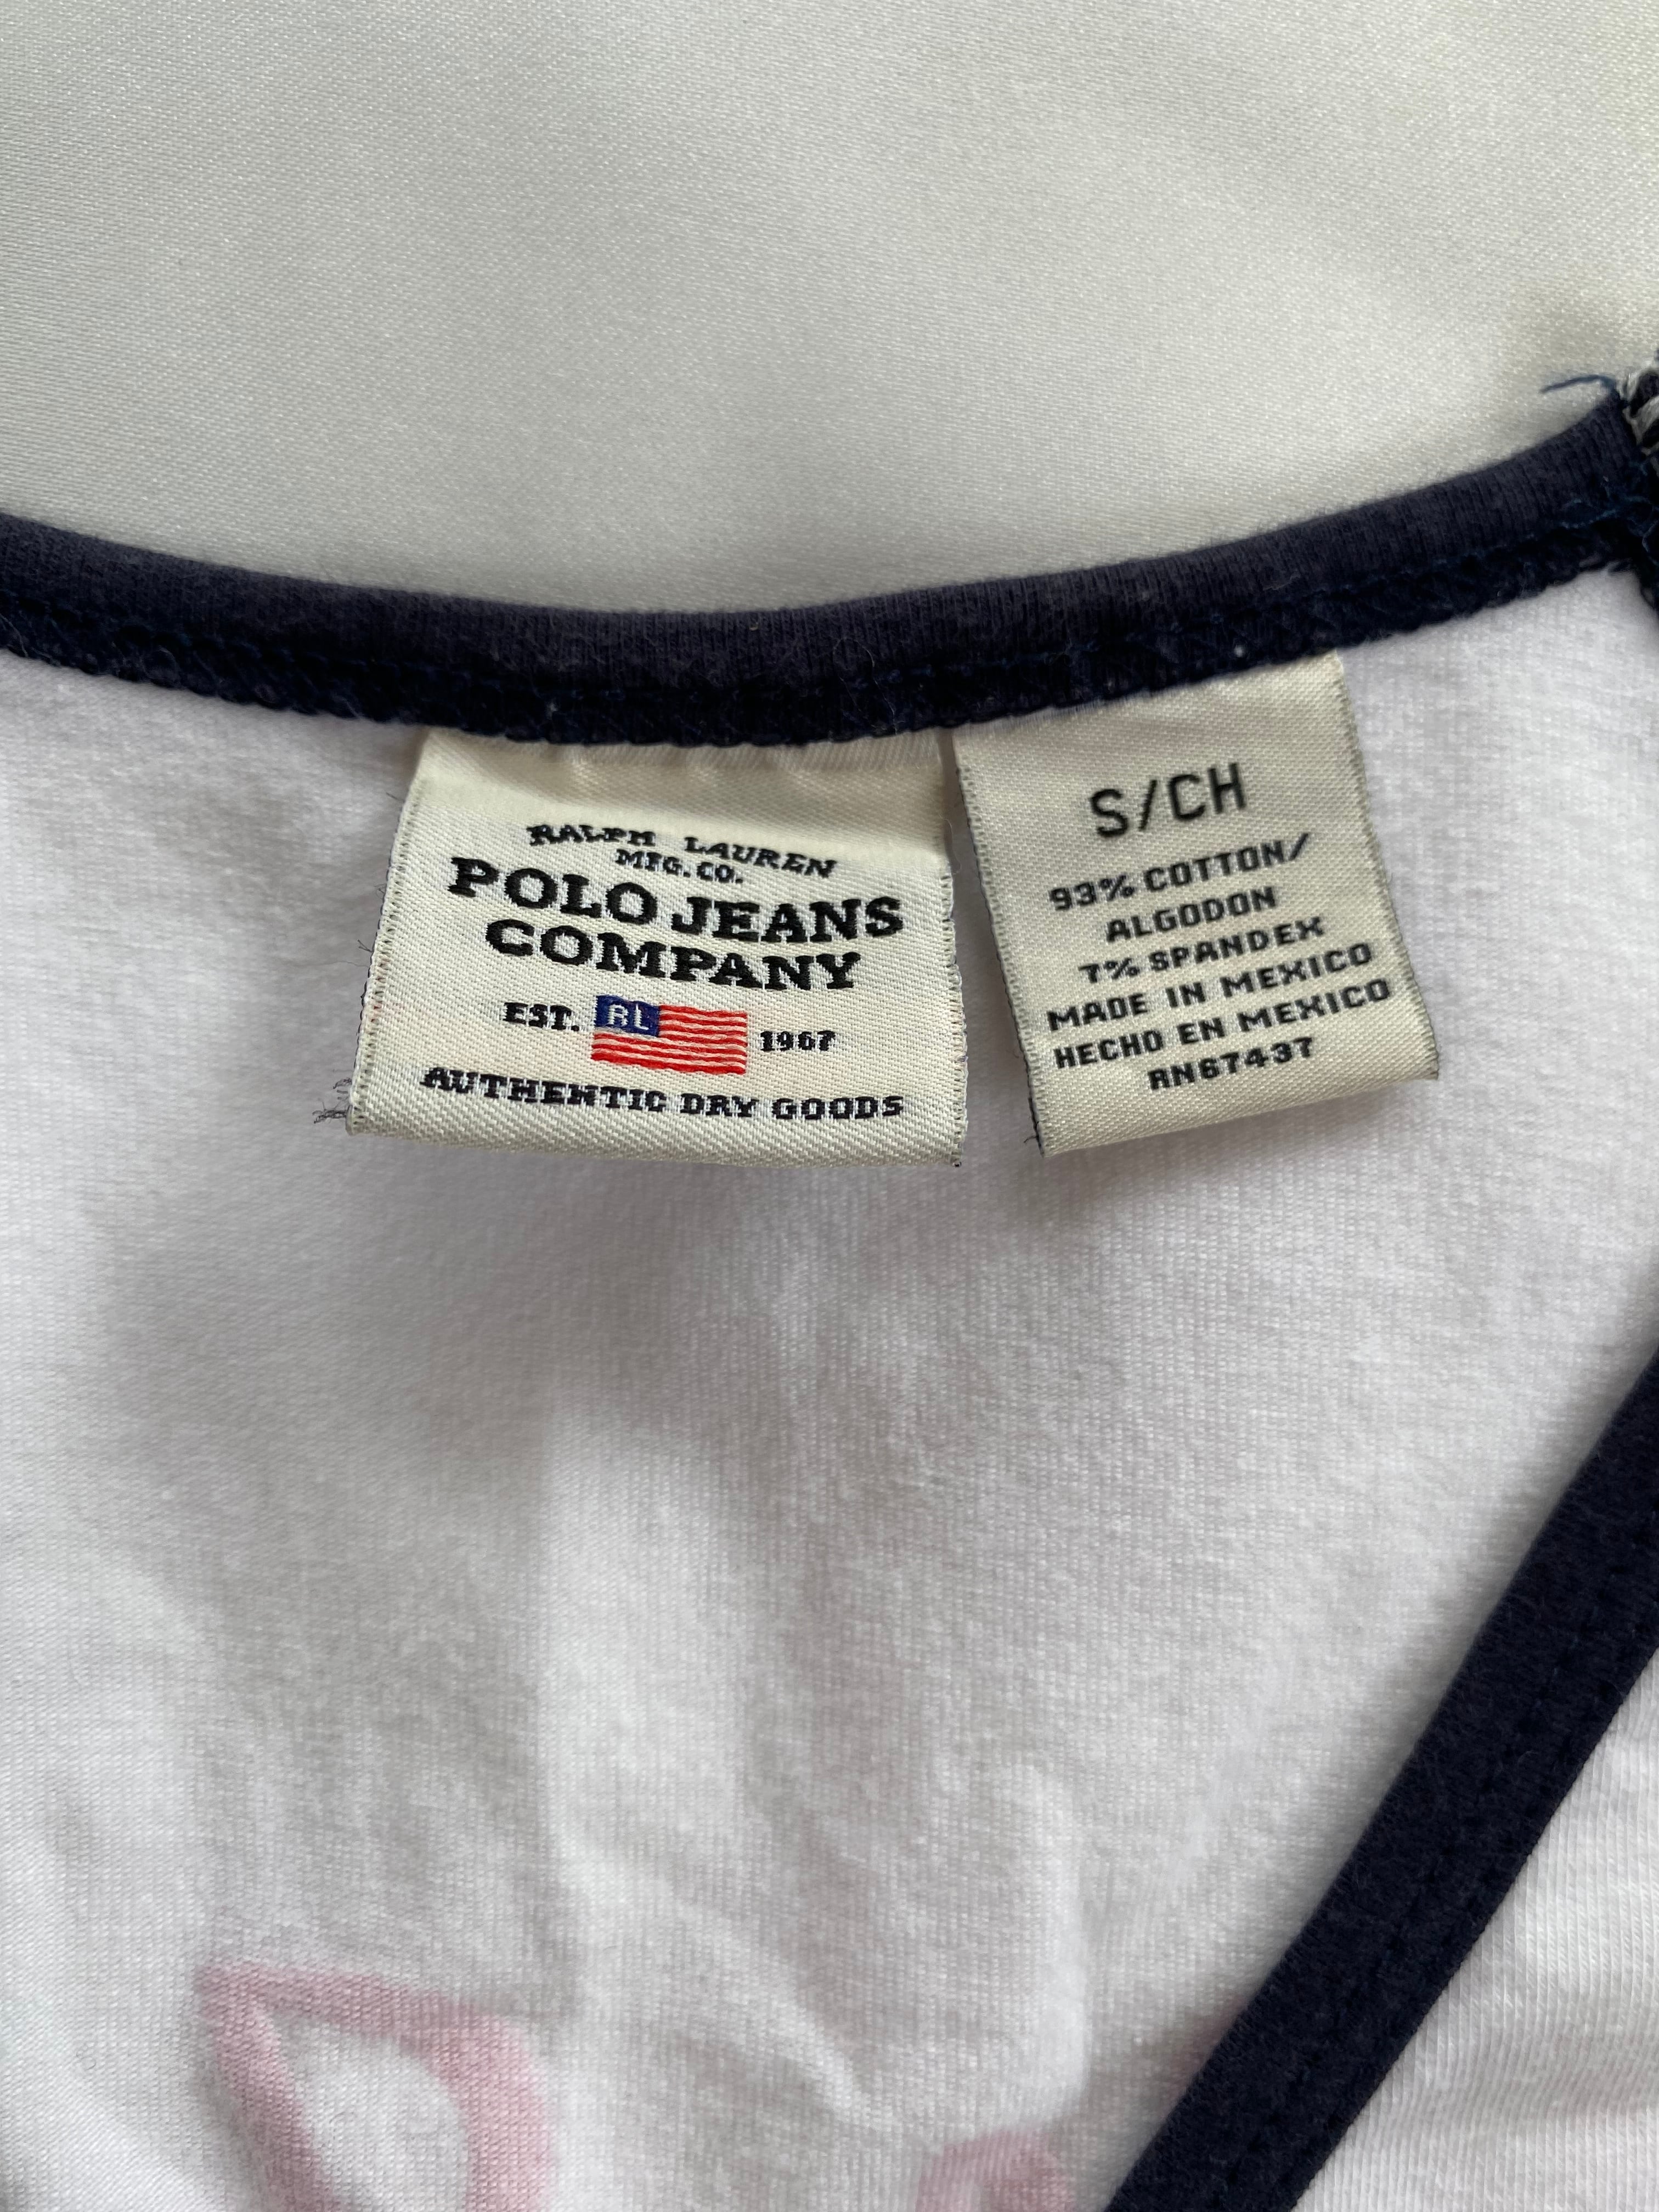 RALPH LAUREN
MFG. CO.
POLO JEANS
COMPANY
EST. RL 1967
AUTHENTIC DRY GOODS
S/CH
93% COTTON/
ALGODON
7% SPANDEX
MADE IN MEXICO
HECHO EN MEXICO
RN67437